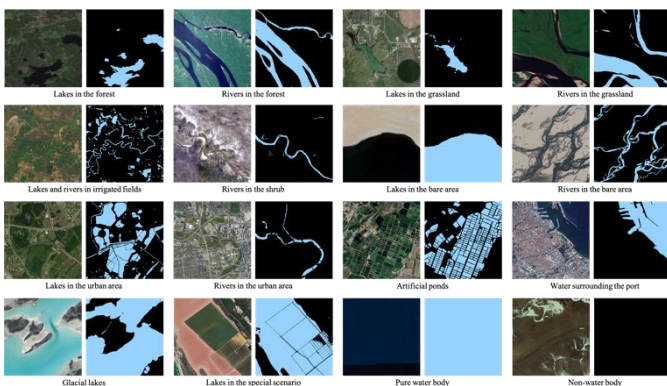 Lakes in the forest
Rivers in the forest
Lakes in the grassland
Rivers in the grassland
Lakes and rivers in irrigated fields
Rivers in the shrub
Lakes in the bare area
Rivers in the bare area
Lakes in the urban area
Rivers in the urban area
Artificial ponds
Water surrounding the port
Glacial lakes
Lakes in the special scenario
Pure water body
Non-water body